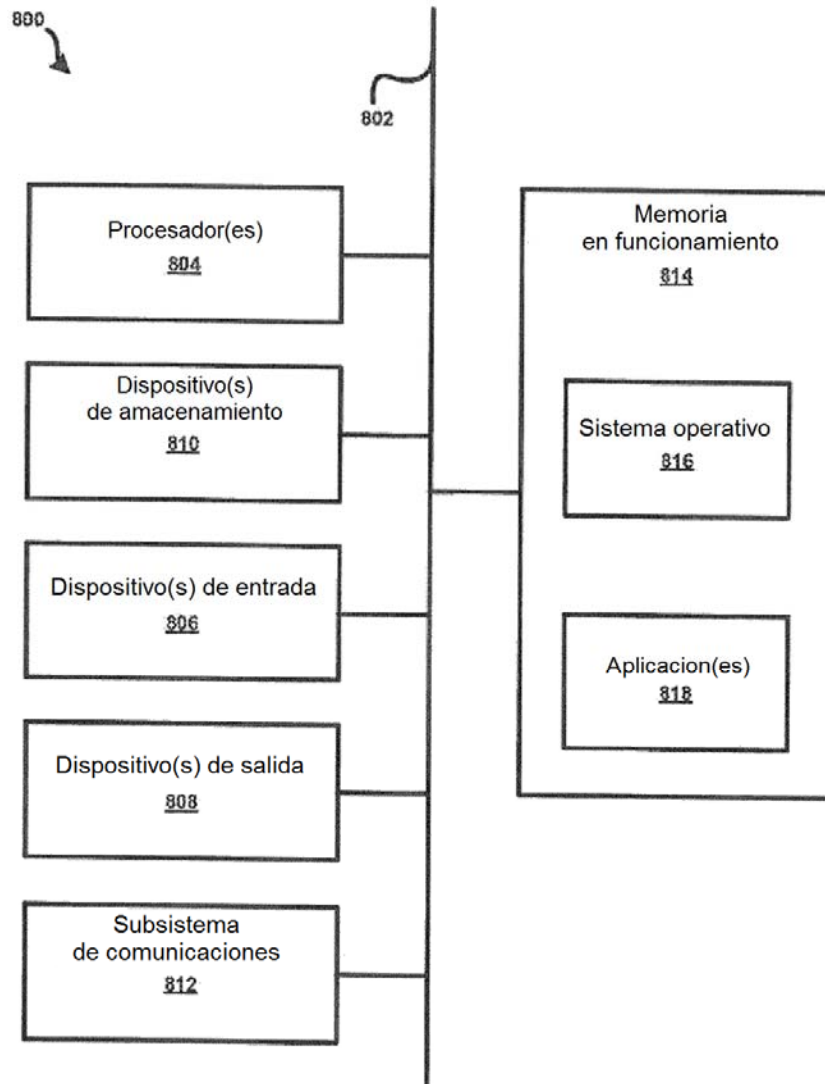 800
802
Procesador(es)
804
Dispositivo(s)
de amacenamiento
810
Dispositivo(s) de entrada
806
Dispositivo(s) de salida
808
Subsistema
de comunicaciones
812
Memoria
en funcionamiento
814
Sistema operativo
816
Aplicacion(es)
818